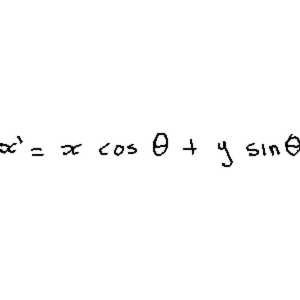 x' = x cos θ + y sin θ